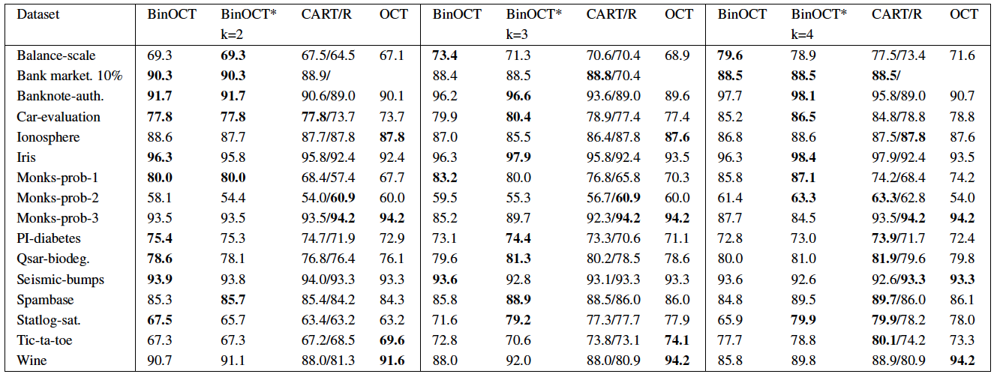 Dataset BinOCT BinOCT* CART/R OCT BinOCT BinOCT* CART/R OCT BinOCT BinOCT* CART/R OCT
k=2 k=3 k=4
Balance-scale 69.3 69.3 67.5/64.5 67.1 73.4 71.3 70.6/70.4 68.9 79.6 78.9 77.5/73.4 71.6
Bank market. 10% 90.3 90.3 88.9/ 88.4 88.5 88.8/70.4 88.5 88.5 88.5/
Banknote-auth. 91.7 91.7 90.6/89.0 90.1 96.2 96.6 93.6/89.0 89.6 97.7 98.1 95.8/89.0 90.7
Car-evaluation 77.8 77.8 77.8/73.7 73.7 79.9 80.4 78.9/77.4 77.4 85.2 86.5 84.8/78.8 78.8
Ionosphere 88.6 87.7 87.7/87.8 87.8 87.0 85.5 86.4/87.8 87.6 86.8 88.6 87.5/87.8 87.6
Iris 96.3 95.8 95.8/92.4 92.4 96.3 97.9 95.8/92.4 93.5 96.3 98.4 97.9/92.4 93.5
Monks-prob-1 80.0 80.0 68.4/57.4 67.7 83.2 80.0 76.8/65.8 70.3 85.8 87.1 74.2/68.4 74.2
Monks-prob-2 58.1 54.4 54.0/60.9 60.0 59.5 55.3 56.7/60.9 60.0 61.4 63.3 63.3/62.8 54.0
Monks-prob-3 93.5 93.5 93.5/94.2 94.2 85.2 89.7 92.3/94.2 94.2 87.7 84.5 93.5/94.2 94.2
PI-diabetes 75.4 75.3 74.7/71.9 72.9 73.1 74.4 73.3/70.6 71.1 72.8 73.0 73.9/71.7 72.4
Qsar-biodeg. 78.6 78.1 76.8/76.4 76.1 79.6 81.3 80.2/78.5 78.6 80.0 81.0 81.9/79.6 79.8
Seismic-bumps 93.9 93.8 94.0/93.3 93.3 93.6 92.8 93.1/93.3 93.3 93.6 92.6 92.6/93.3 93.3
Spambase 85.3 85.7 85.4/84.2 84.3 85.8 88.9 88.5/86.0 86.0 84.8 89.5 89.7/86.0 86.1
Statlog-sat. 67.5 65.7 63.4/63.2 63.2 71.6 79.2 77.3/77.7 77.9 65.9 79.9 79.9/78.2 78.0
Tic-ta-toe 67.3 67.3 67.2/68.5 69.6 72.8 70.6 73.8/73.1 74.1 77.7 78.8 80.1/74.2 73.3
Wine 90.7 91.1 88.0/81.3 91.6 88.0 92.0 88.0/80.9 94.2 85.8 89.8 88.9/80.9 94.2